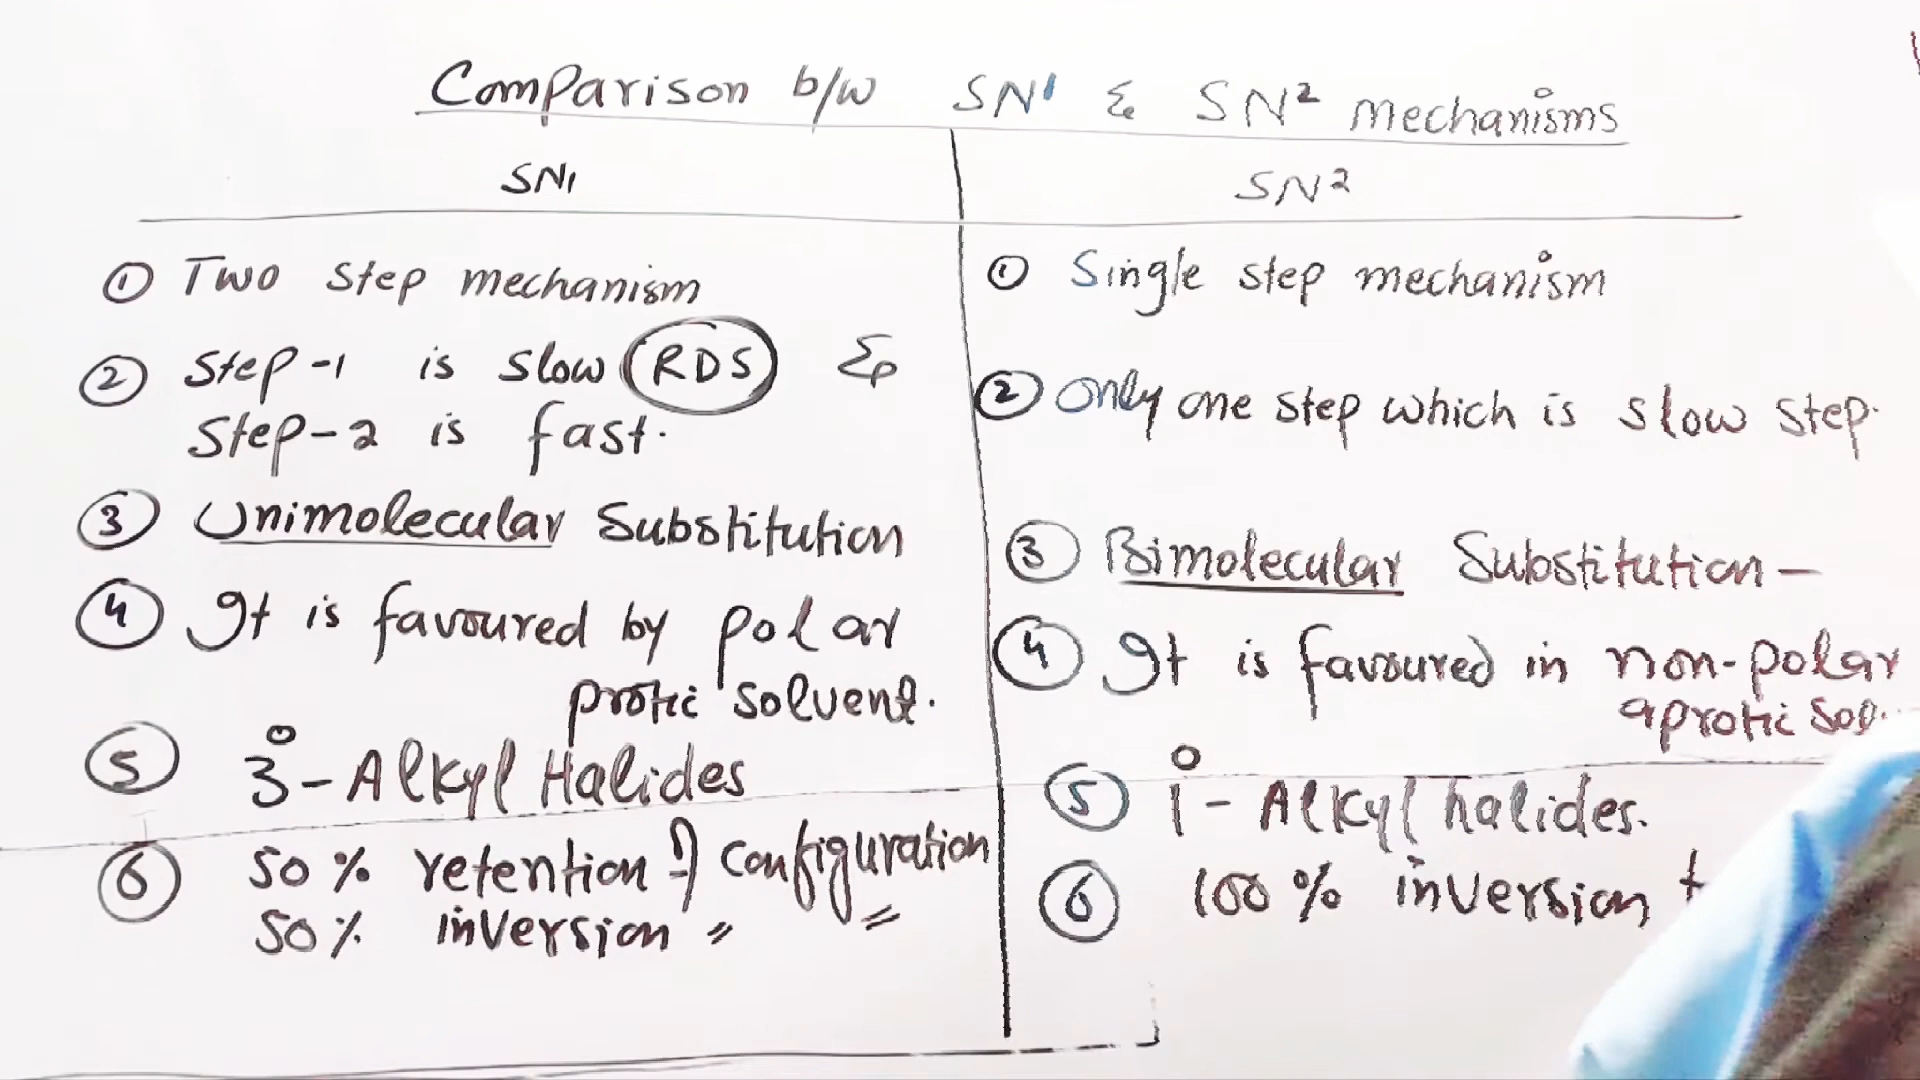 Comparison b/w SN¹ & SN² mechanisms
SN1
① Two step mechanism
② Step-1 is slow RDS &
Step-2 is fast.
③ Unimolecular Substitution
④ It is favoured by polar
protic solvent.
⑤ 3°-Alkyl Halides
⑥ 50% retention of configuration
50% inversion " "
SN²
① Single step mechanism
② Only one step which is slow step.
③ Bimolecular Substitution-
④ It is favoured in non-polar
aprotic
⑤ 1°- Alkyl halides.
⑥ 100% inversion